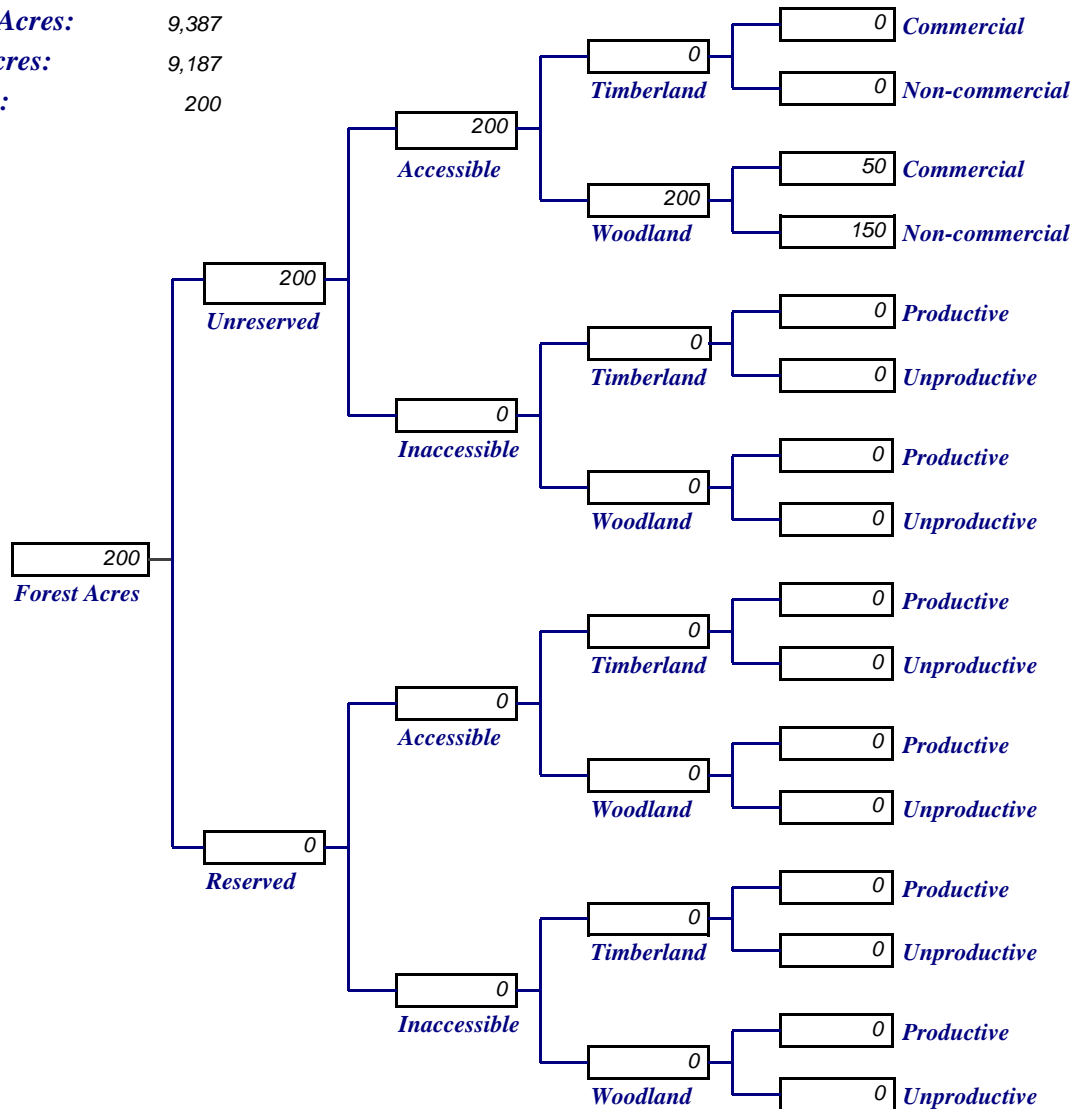 Acres: 9,387
cres: 9,187
: 200
0 Commercial
0
Timberland
0 Non-commercial
200
Accessible
50 Commercial
200
Woodland
150 Non-commercial
200
Unreserved
0 Productive
0
Timberland
0 Unproductive
0
Inaccessible
0 Productive
0
Woodland
0 Unproductive
200
Forest Acres
0 Productive
0
Timberland
0 Unproductive
0
Accessible
0 Productive
0
Woodland
0 Unproductive
0
Reserved
0 Productive
0
Timberland
0 Unproductive
0
Inaccessible
0 Productive
0
Woodland
0 Unproductive